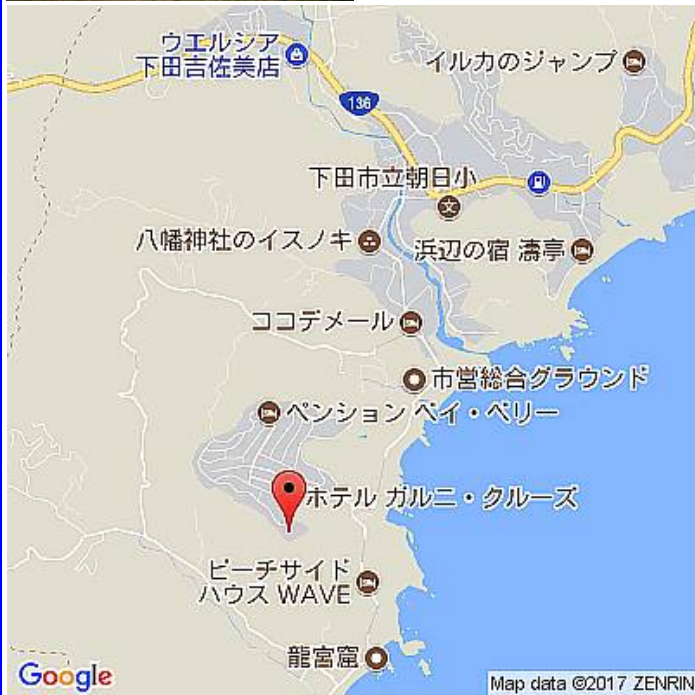 ウエルシア
下田吉佐美店
イルカのジャンプ
136
下田市立朝日小
文
八幡神社のイスノキ
浜辺の宿 濤亭
ココデメール
市営総合グラウンド
ペンション ベイ・ベリー
ホテル ガルニ・クルーズ
ビーチサイド
ハウス WAVE
龍宮窟
Google
Map data ©2017 ZENRIN